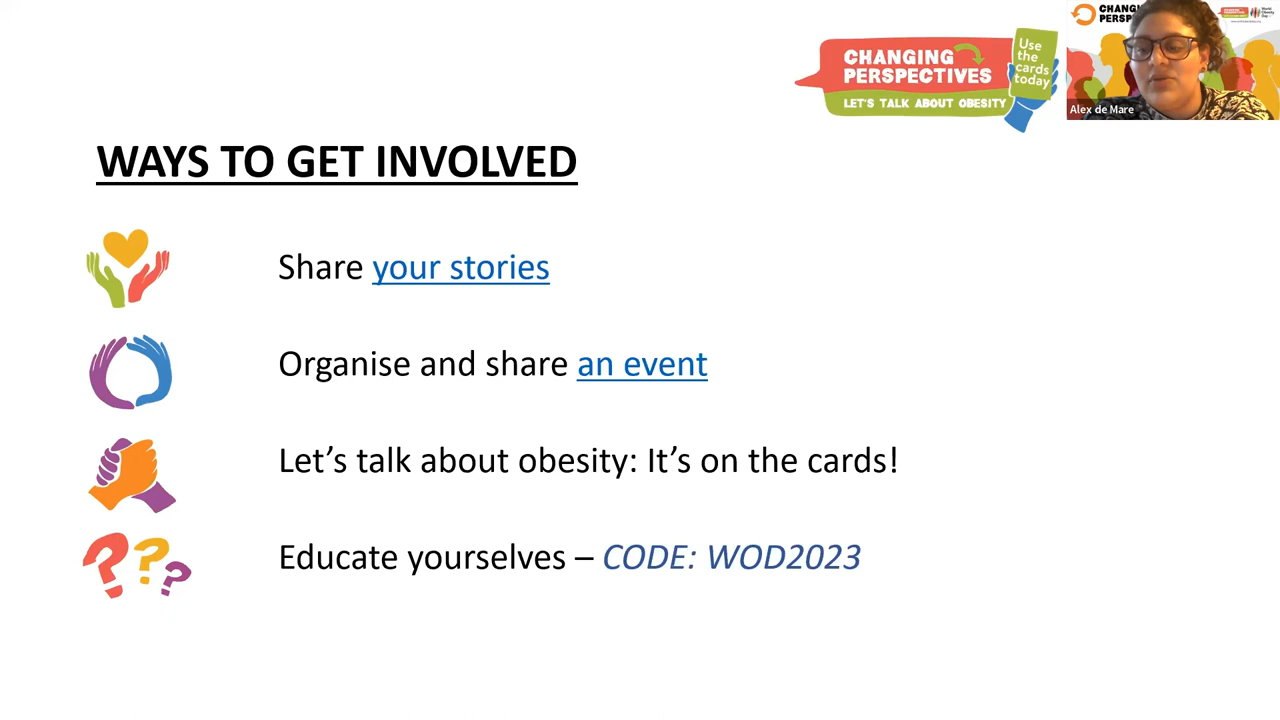 CHANGING
PERSPECTIVES
LET'S TALK ABOUT OBESITY
Use
the
cards
today
Alex de Mare
WAYS TO GET INVOLVED
Share your stories
Organise and share an event
Let's talk about obesity: It's on the cards!
Educate yourselves – CODE: WOD2023